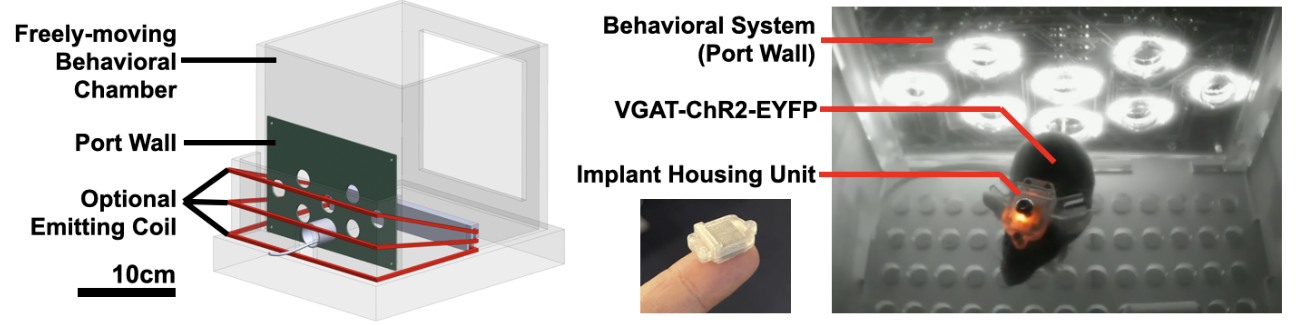 Freely-moving
Behavioral
Chamber
Port Wall
Optional
Emitting Coil
10cm
Behavioral System
(Port Wall)
VGAT-ChR2-EYFP
Implant Housing Unit